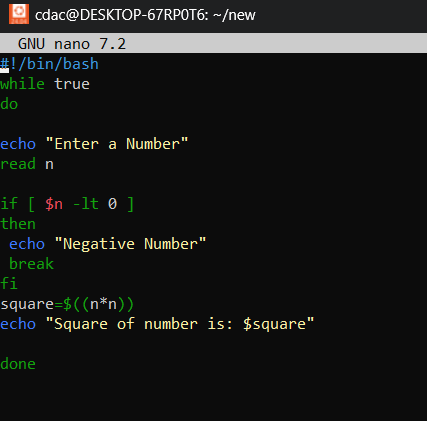 cdac@DESKTOP-67RP0T6: ~/new
GNU nano 7.2
#!/bin/bash
while true
do
echo "Enter a Number"
read n
if [ $n -lt 0 ]
then
echo "Negative Number"
break
fi
square=$((n*n))
echo "Square of number is: $square"
done